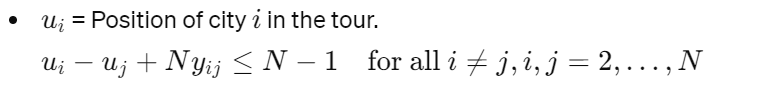 • uᵢ = Position of city i in the tour.
uᵢ − uⱼ + Nyᵢⱼ ≤ N − 1 for all i ≠ j, i, j = 2, . . . , N